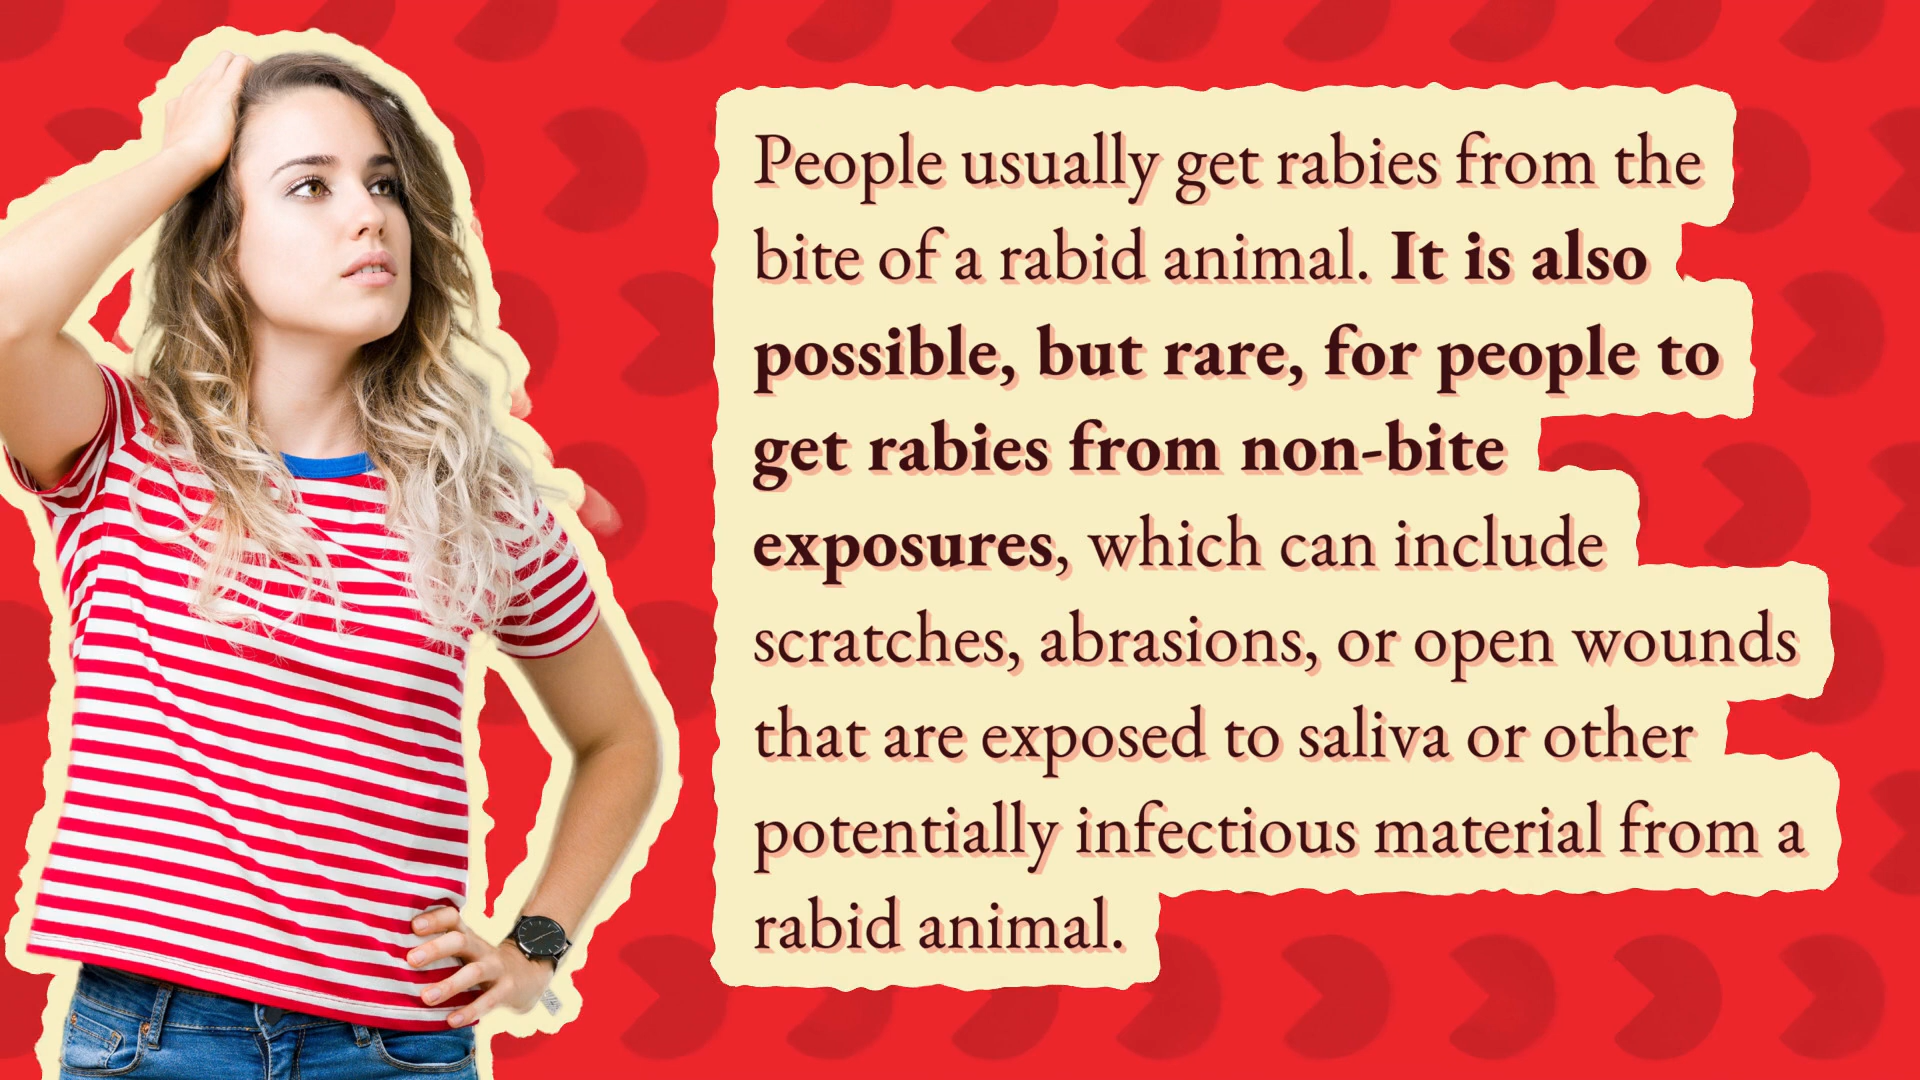 People usually get rabies from the
bite of a rabid animal. It is also
possible, but rare, for people to
get rabies from non-bite
exposures, which can include
scratches, abrasions, or open wounds
that are exposed to saliva or other
potentially infectious material from a
rabid animal.